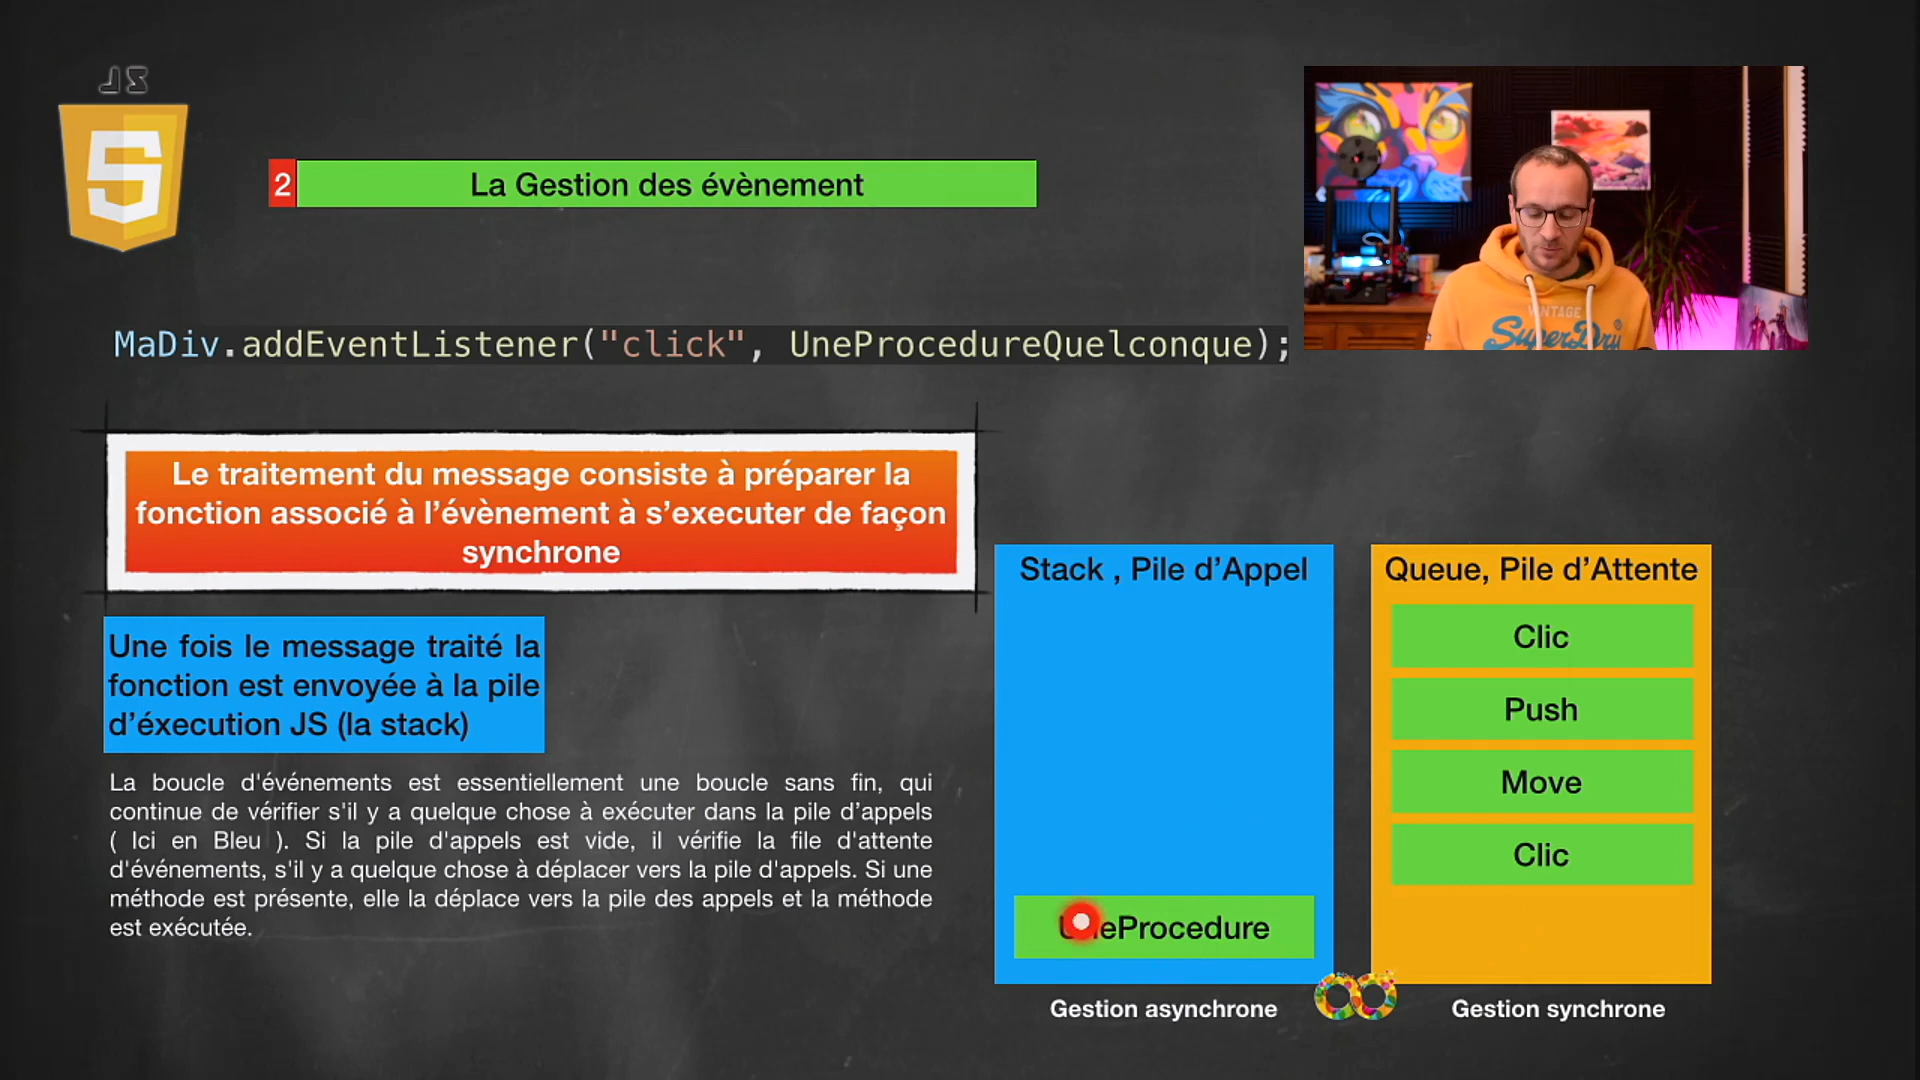 JS
5
2
La Gestion des évènement
MaDiv.addEventListener("click", UneProcedureQuelconque);
VINTAGE
SuperDry
Le traitement du message consiste à préparer la
fonction associé à l’évènement à s’executer de façon
synchrone
Une fois le message traité la
fonction est envoyée à la pile
d’éxecution JS (la stack)
La boucle d'événements est essentiellement une boucle sans fin, qui
continue de vérifier s'il y a quelque chose à exécuter dans la pile d’appels
( Ici en Bleu ). Si la pile d'appels est vide, il vérifie la file d'attente
d'événements, s'il y a quelque chose à déplacer vers la pile d'appels. Si une
méthode est présente, elle la déplace vers la pile des appels et la méthode
est exécutée.
Stack , Pile d’Appel
UneProcedure
Gestion asynchrone
Queue, Pile d’Attente
Clic
Push
Move
Clic
Gestion synchrone